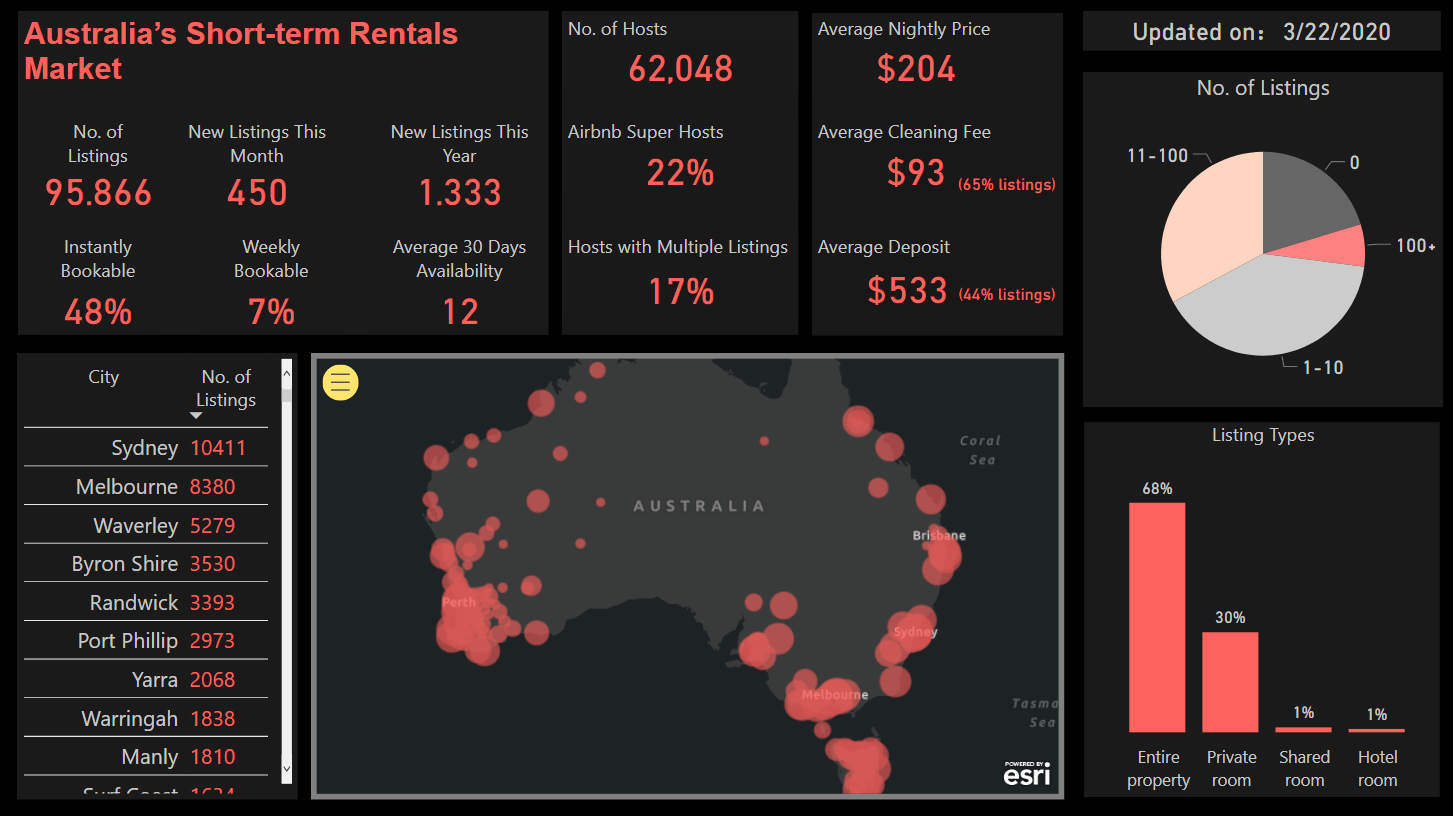 Australia’s Short-term Rentals
Market
No. of
Listings
95.866
New Listings This
Month
450
New Listings This
Year
1.333
Instantly
Bookable
48%
Weekly
Bookable
7%
Average 30 Days
Availability
12
No. of Hosts
62,048
Airbnb Super Hosts
22%
Hosts with Multiple Listings
17%
Average Nightly Price
$204
Average Cleaning Fee
$93 (65% listings)
Average Deposit
$533 (44% listings)
Updated on: 3/22/2020
No. of Listings
11-100
0
100+
1-10
City
No. of
Listings
Sydney 10411
Melbourne 8380
Waverley 5279
Byron Shire 3530
Randwick 3393
Port Phillip 2973
Yarra 2068
Warringah 1838
Manly 1810
Surf Coast 1634
Coral
Sea
AUSTRALIA
Brisbane
Perth
Sydney
Melbourne
Tasma
Sea
POWERED BY
esri
Listing Types
68%
30%
1%
1%
Entire
property
Private
room
Shared
room
Hotel
room